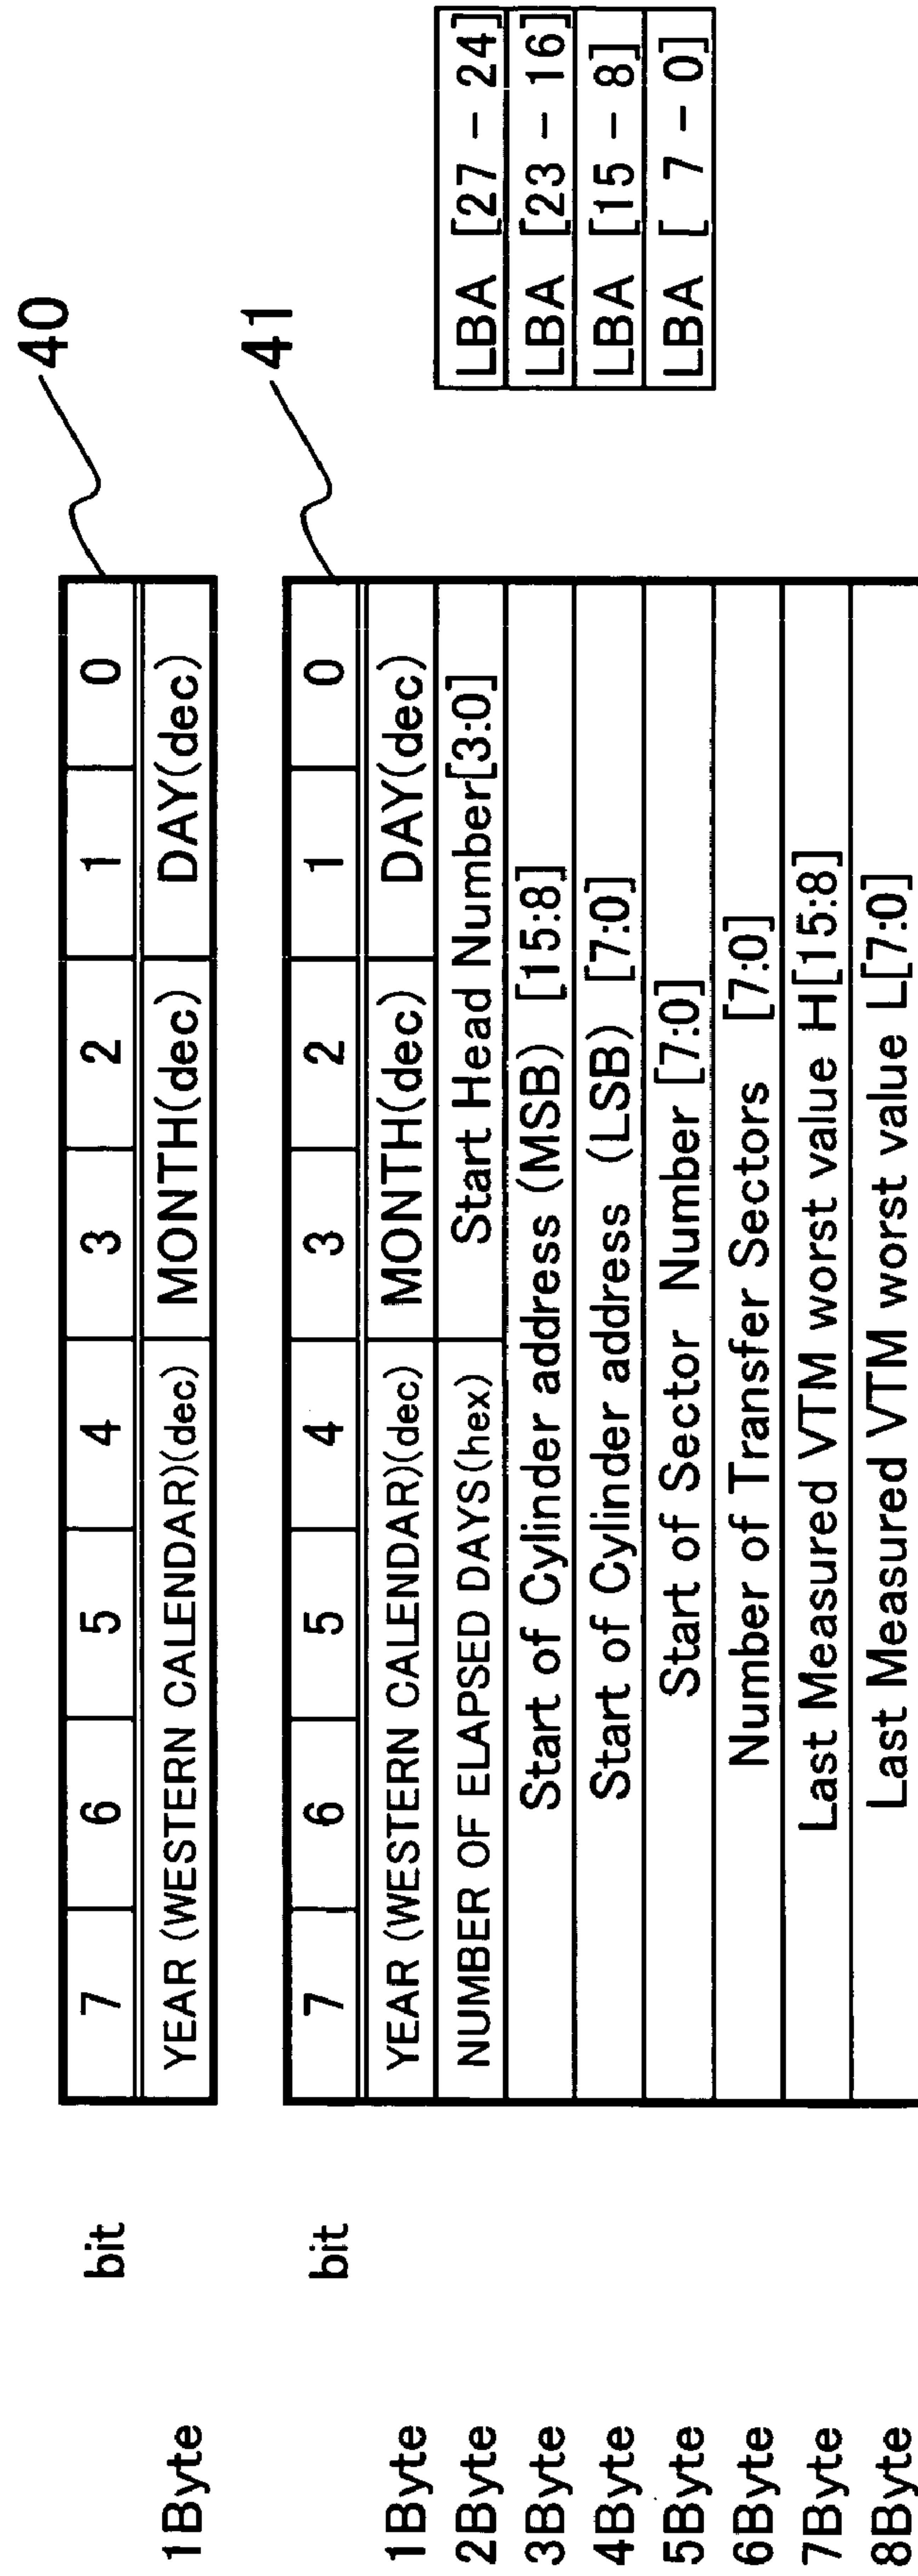 40
bit 7 6 5 4 3 2 1 0
1Byte YEAR (WESTERN CALENDAR)(dec) MONTH(dec) DAY(dec)
41
bit 7 6 5 4 3 2 1 0
1Byte YEAR (WESTERN CALENDAR)(dec) MONTH(dec) DAY(dec)
2Byte NUMBER OF ELAPSED DAYS(hex) Start Head Number[3:0] LBA [27 - 24]
3Byte Start of Cylinder address (MSB) [15:8] LBA [23 - 16]
4Byte Start of Cylinder address (LSB) [7:0] LBA [15 - 8]
5Byte Start of Sector Number [7:0] LBA [ 7 - 0]
6Byte Number of Transfer Sectors [7:0]
7Byte Last Measured VTM worst value H[15:8]
8Byte Last Measured VTM worst value L[7:0]